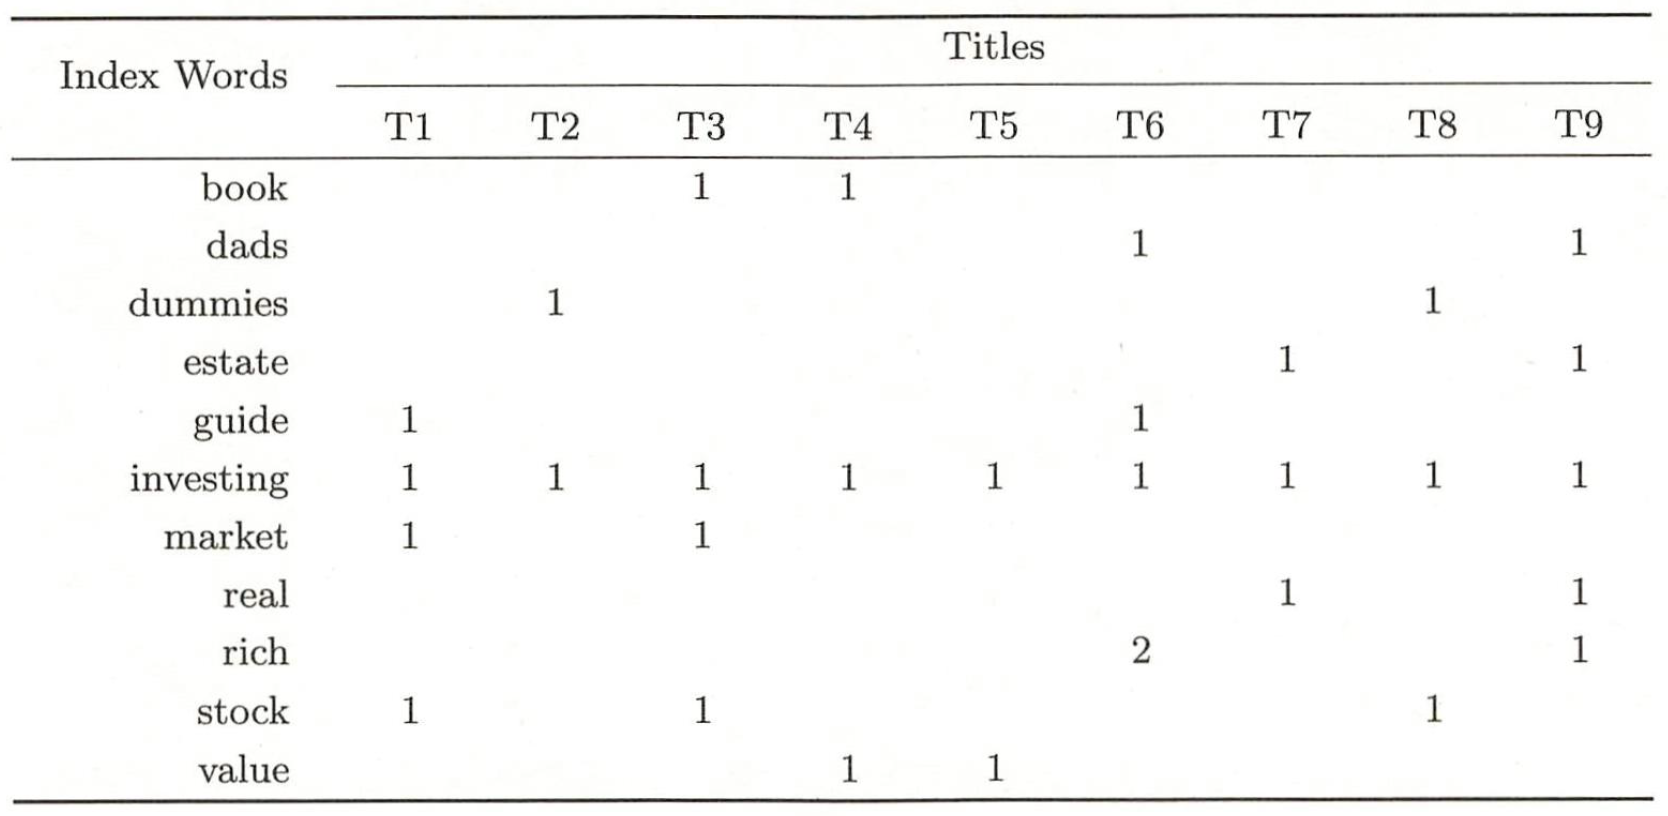 Titles
Index Words
T1 T2 T3 T4 T5 T6 T7 T8 T9
book 1 1
dads 1 1
dummies 1 1
estate 1 1
guide 1 1
investing 1 1 1 1 1 1 1 1 1
market 1 1
real 1 1
rich 2 1
stock 1 1 1
value 1 1